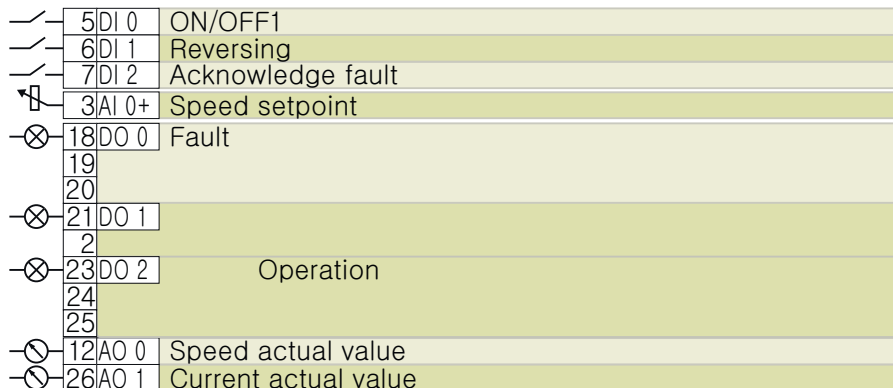 5 DI 0 ON/OFF1
6 DI 1 Reversing
7 DI 2 Acknowledge fault
3 AI 0+ Speed setpoint
18 DO 0 Fault
19
20
21 DO 1
2
23 DO 2 Operation
24
25
12 AO 0 Speed actual value
26 AO 1 Current actual value